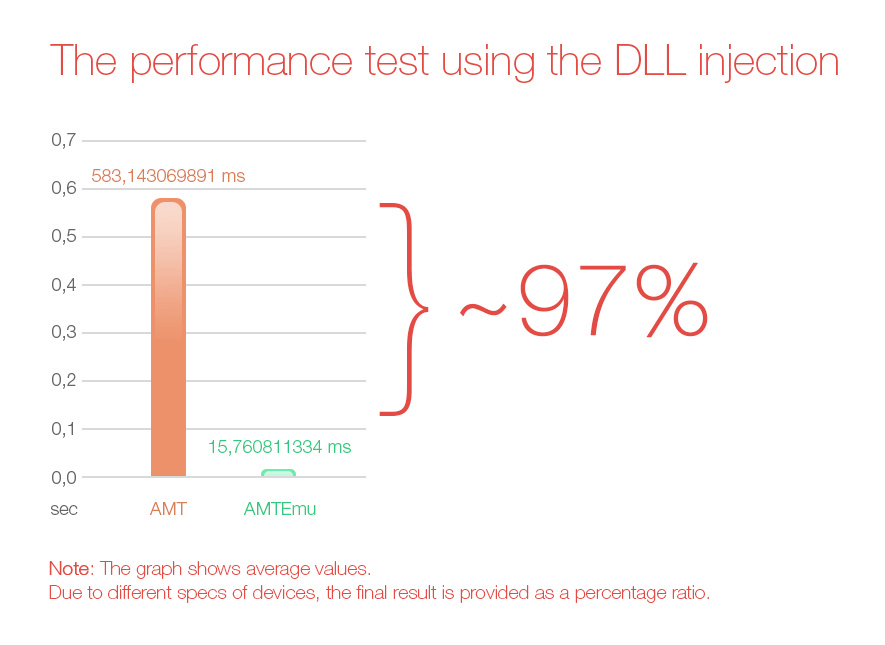 The performance test using the DLL injection
0,7
583,143069891 ms
0,6
0,5
0,4
~97%
0,3
0,2
0,1
15,760811334 ms
0,0
sec AMT AMTEmu
Note: The graph shows average values.
Due to different specs of devices, the final result is provided as a percentage ratio.